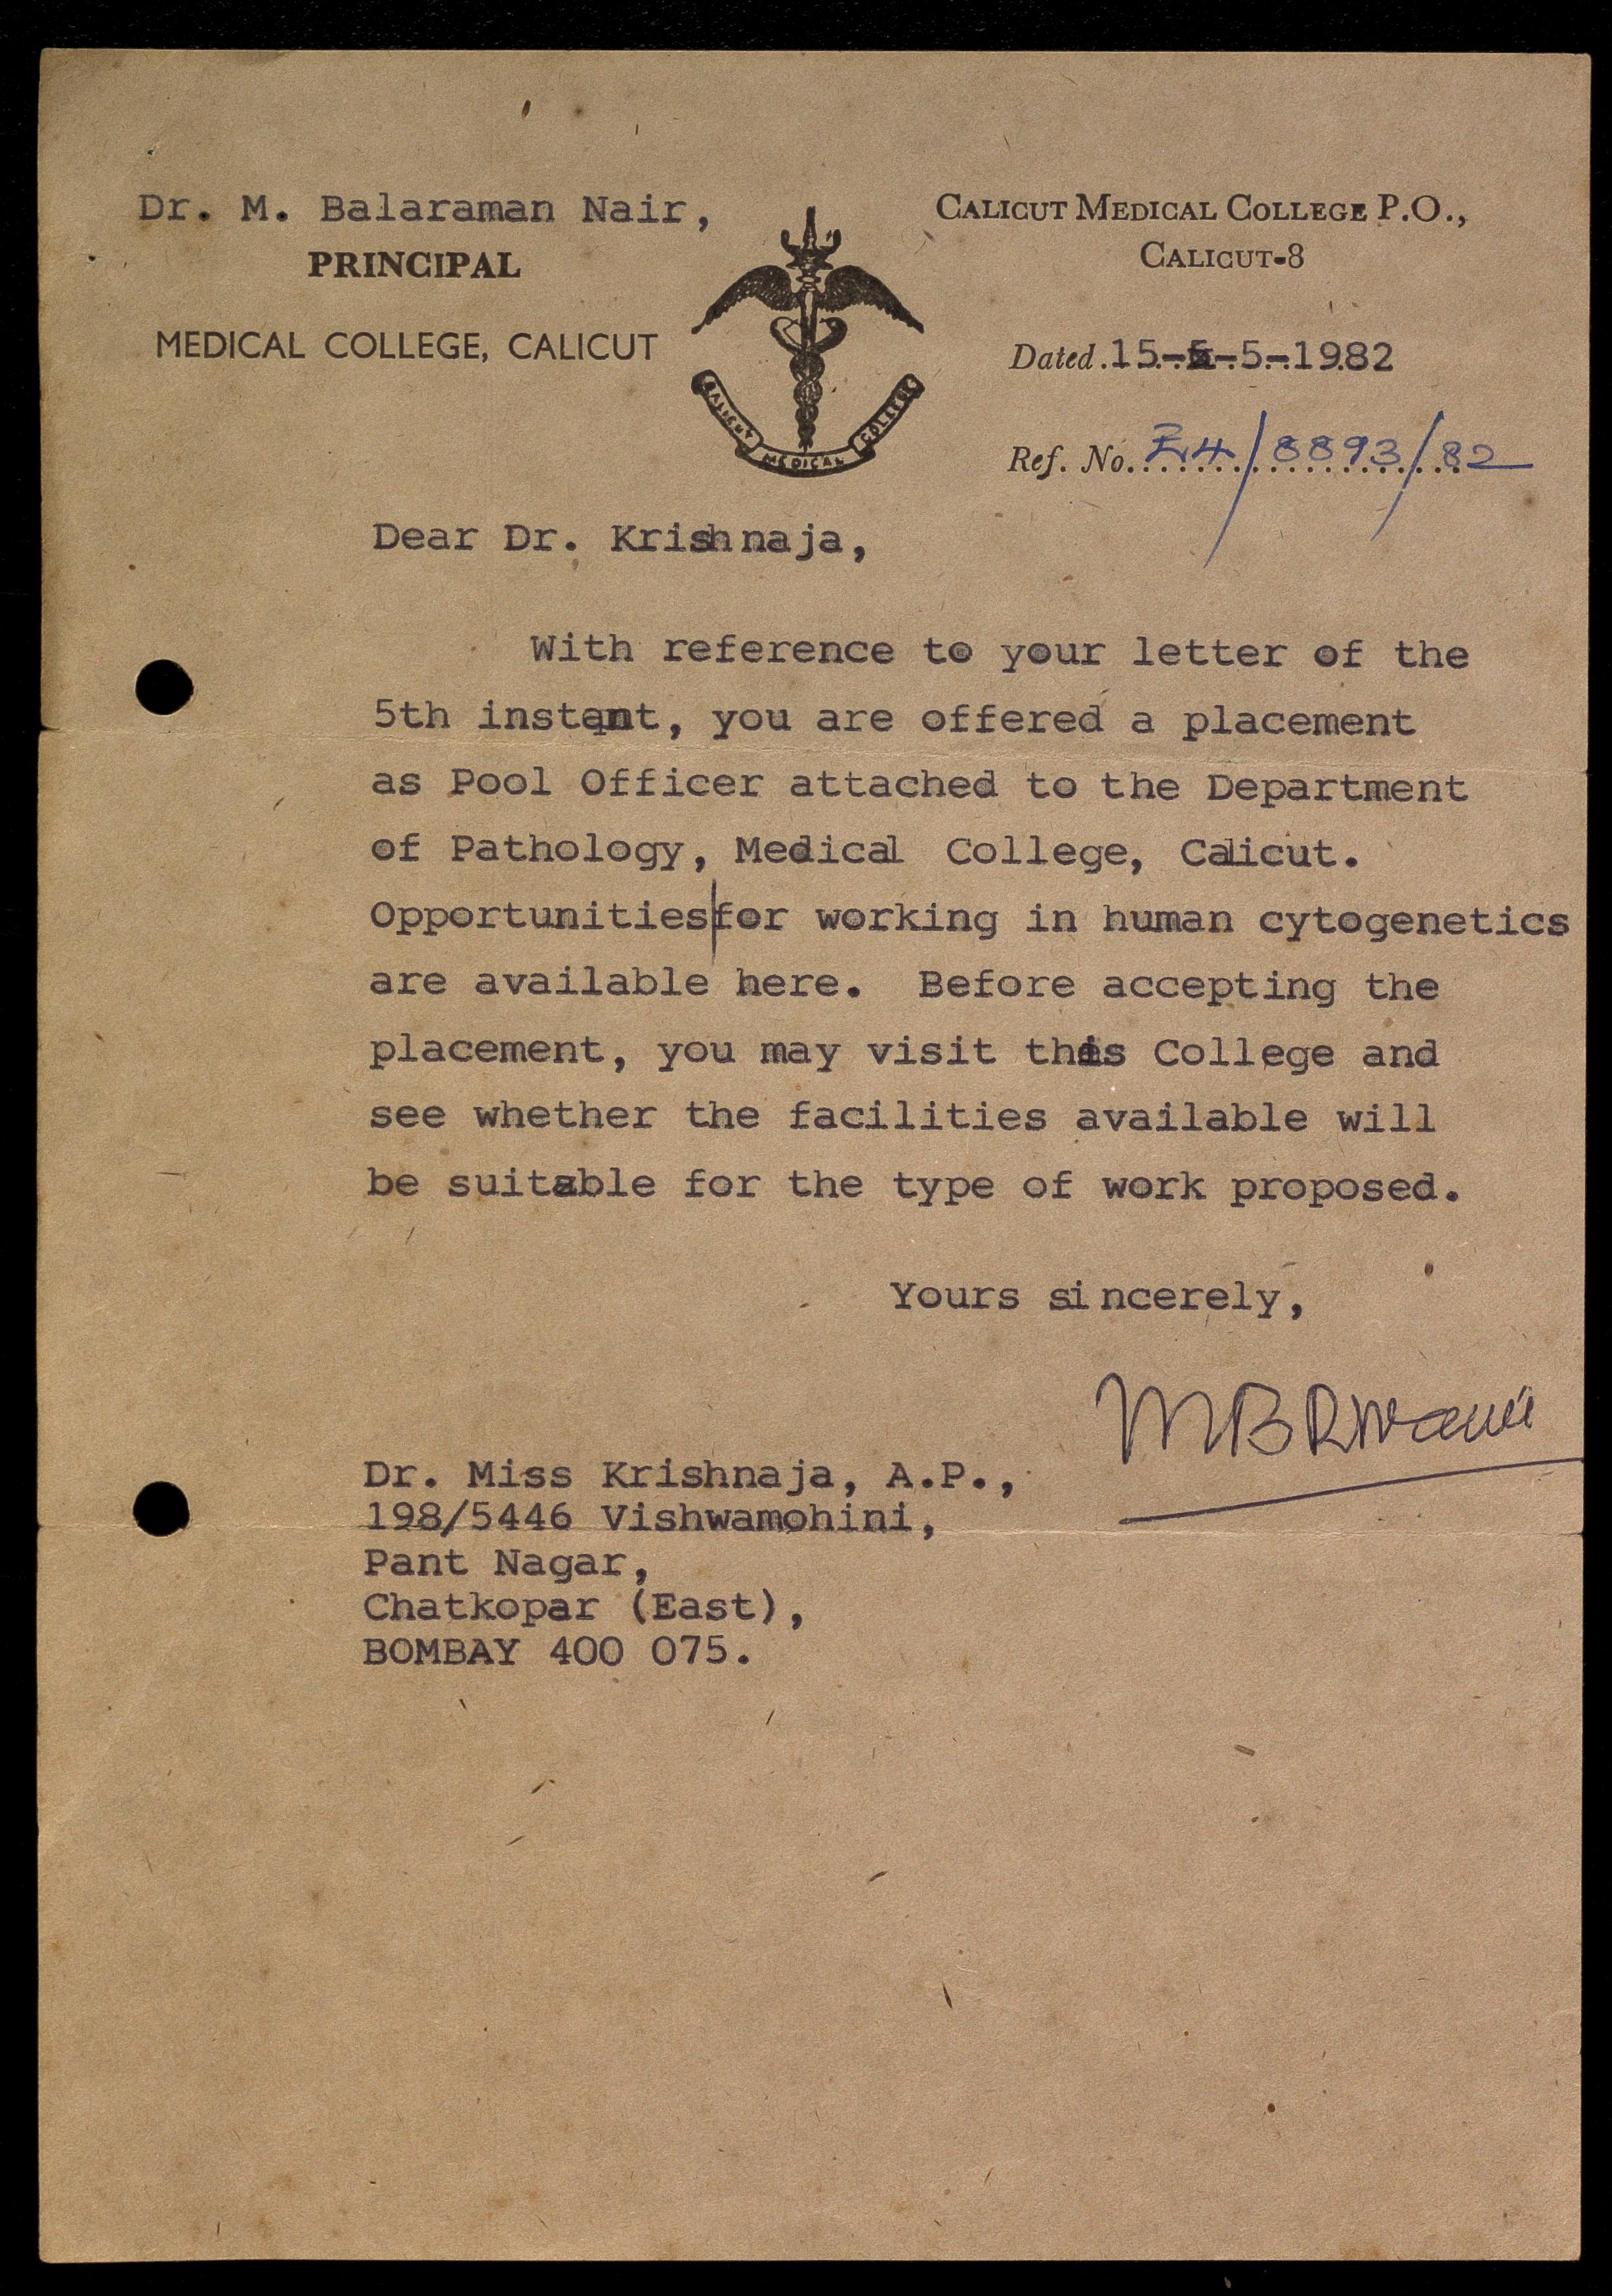 Dr. M. Balaraman Nair,
PRINCIPAL
MEDICAL COLLEGE, CALICUT
CALICUT MEDICAL COLLEGE
CALICUT MEDICAL COLLEGE P.O.,
CALICUT-8
Dated. 15-5-1982
Ref. No. E4/8893/82
Dear Dr. Krishnaja,
With reference to your letter of the
5th instant, you are offered a placement
as Pool Officer attached to the Department
of Pathology, Medical College, Calicut.
Opportunities|for working in human cytogenetics
are available here. Before accepting the
placement, you may visit this College and
see whether the facilities available will
be suitable for the type of work proposed.
Yours sincerely,
Dr. Miss Krishnaja, A.P.,
198/5446 Vishwamohini,
Pant Nagar,
Chatkopar (East),
BOMBAY 400 075.